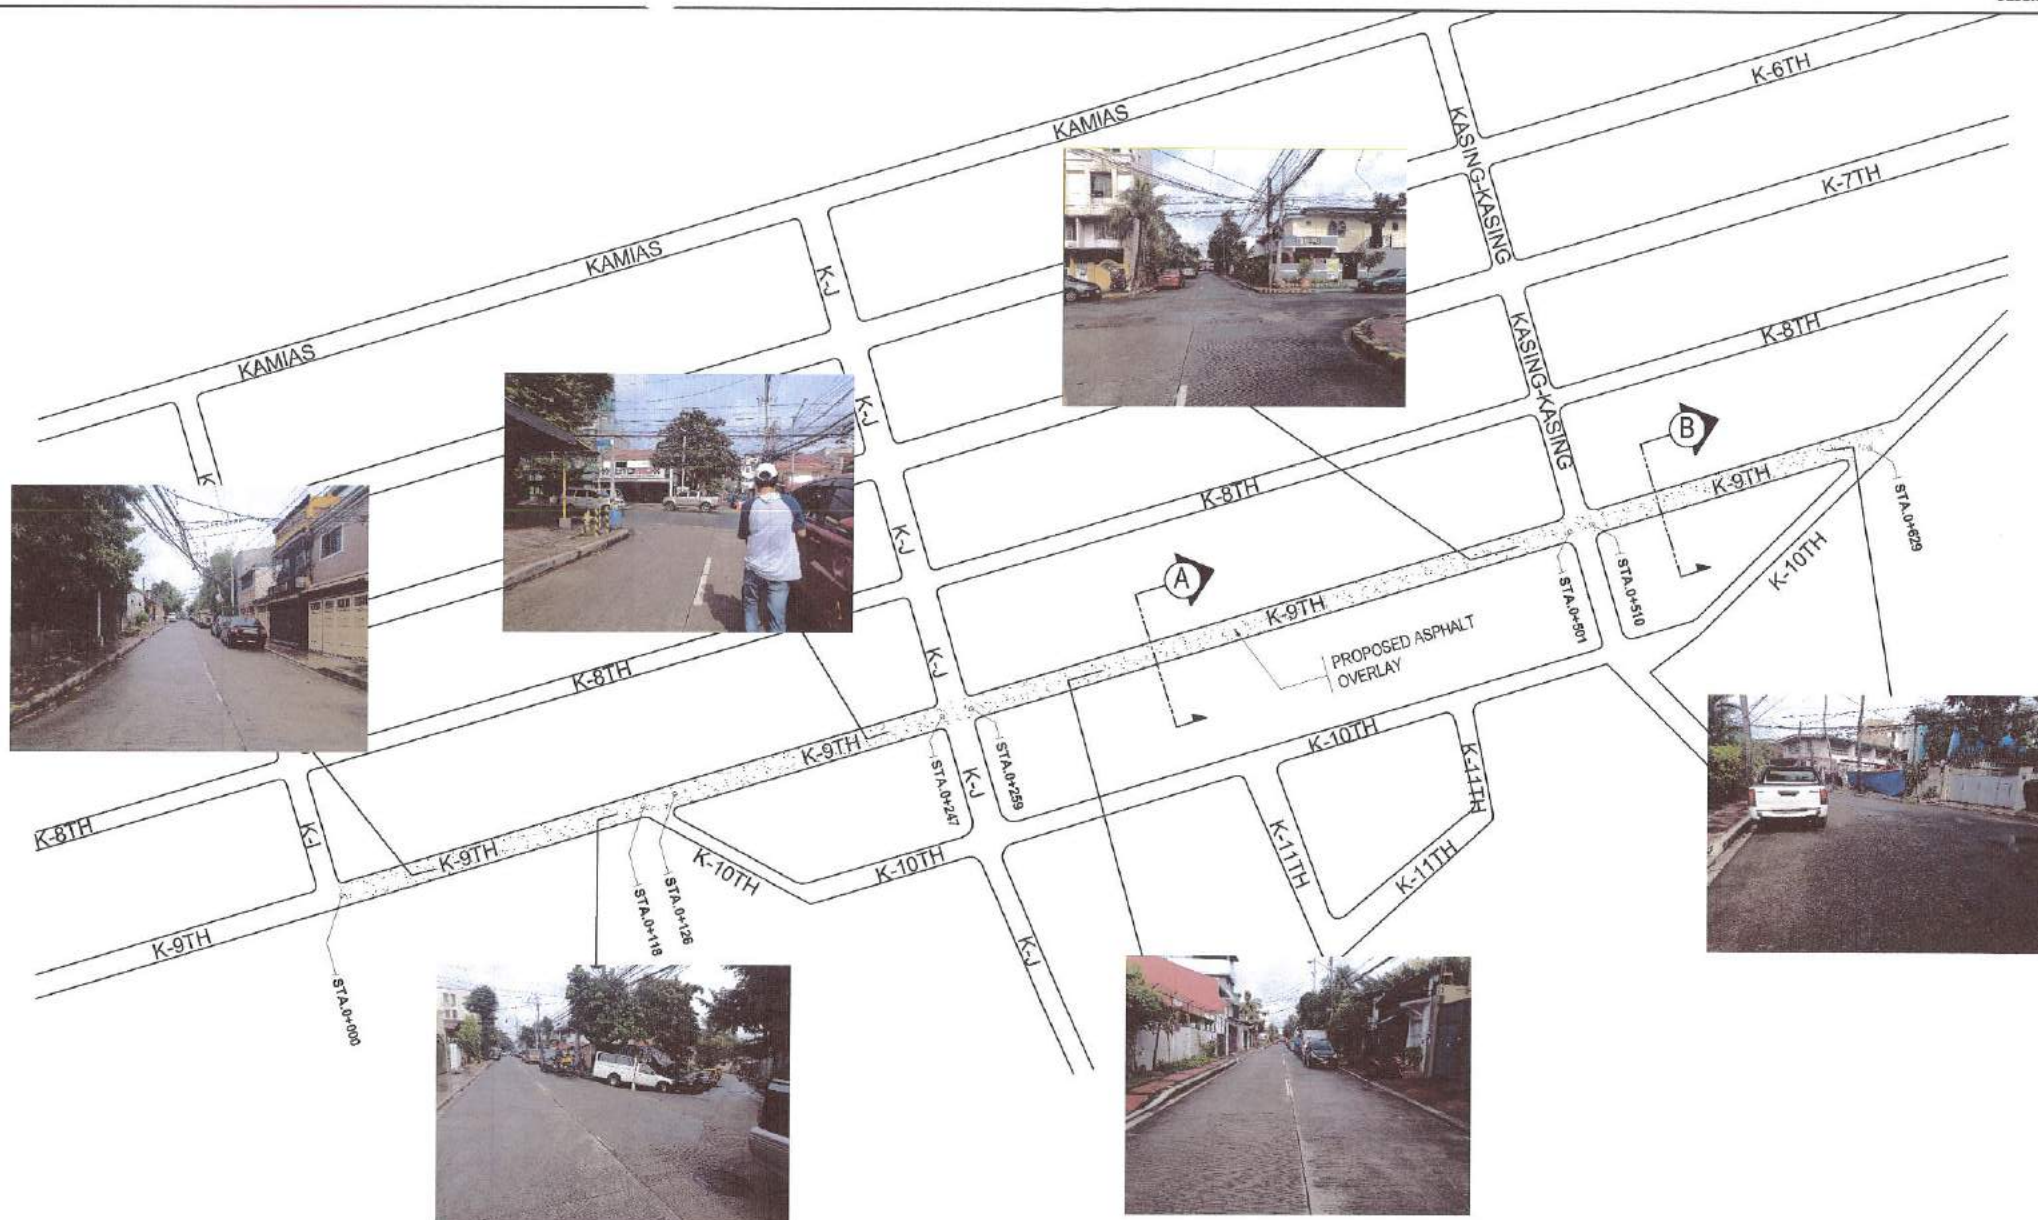 K-6TH
KAMIAS
KASING-KASING
K-7TH
KAMIAS
K-J
K-8TH
KAMIAS
KASING-KASING
K-J
B
K
K-9TH
K-8TH
STA.0+629
K-J
K-10TH
A
STA.0+510
STA.0+501
K-9TH
PROPOSED ASPHALT
OVERLAY
K-J
K-8TH
K-9TH
K-10TH
STA.0+259
STA.0+247
K-J
K-11TH
K-8TH
K-J
K-9TH
K-10TH
K-10TH
K-11TH
K-11TH
STA.0+126
STA.0+118
K-9TH
K-J
STA.0+000